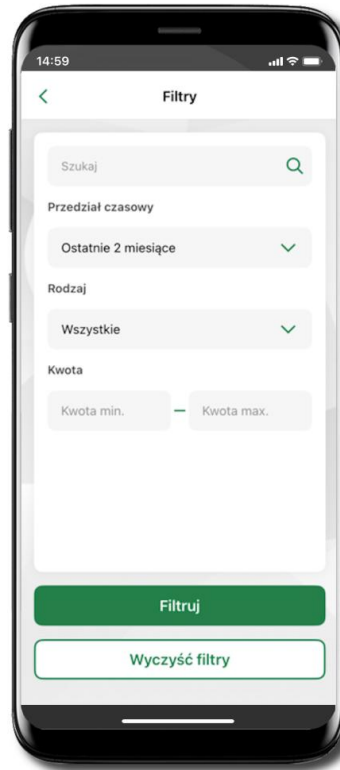 14:59
Filtry
Szukaj
Przedział czasowy
Ostatnie 2 miesiące
Rodzaj
Wszystkie
Kwota
Kwota min. — Kwota max.
Filtruj
Wyczyść filtry